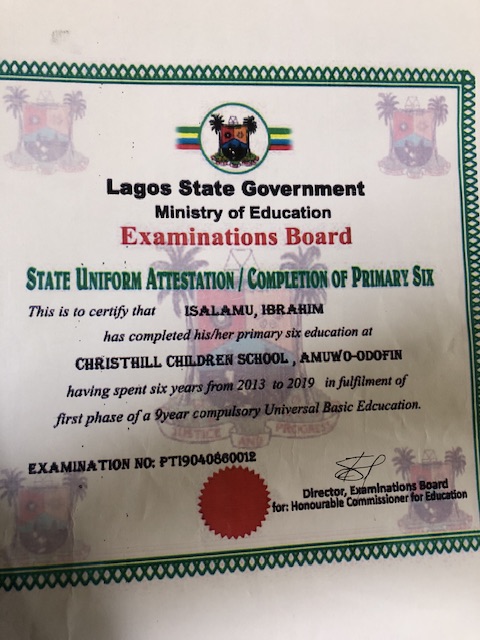 Lagos State Government
Ministry of Education
Examinations Board
STATE UNIFORM ATTESTATION / COMPLETION OF PRIMARY SIX
This is to certify that ISALAMU, IBRAHIM
has completed his/her primary six education at
CHRISTHILL CHILDREN SCHOOL , AMUWO-ODOFIN
having spent six years from 2013 to 2019 in fulfilment of
first phase of a 9year compulsory Universal Basic Edcucation.
JUSTICE AND PROGRESS
EXAMINATION NO: PT19040860012
Director, Examinations Board
for: Honourable Commissioner for Education